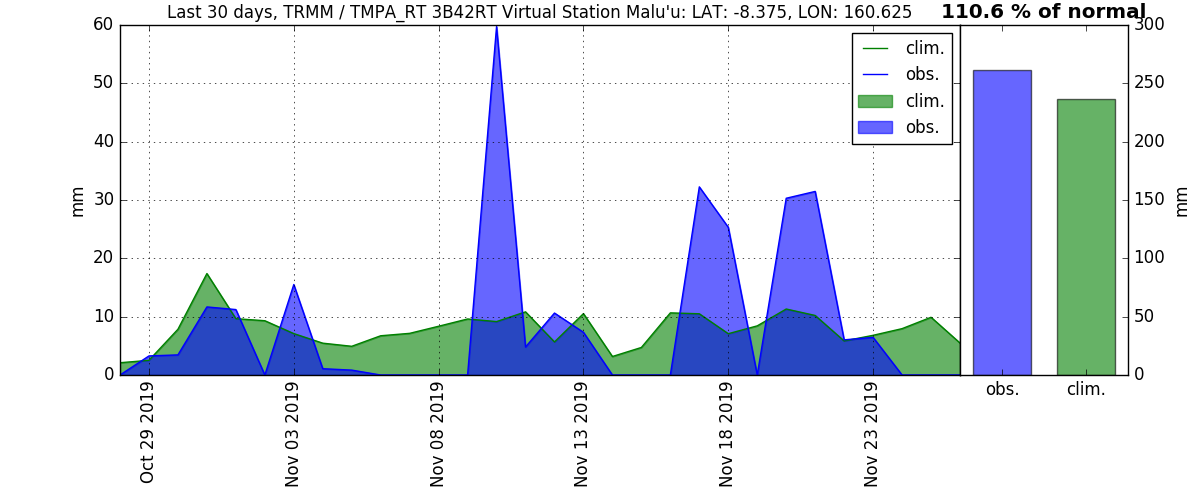 Last 30 days, TRMM / TMPA_RT 3B42RT Virtual Station Malu'u: LAT: -8.375, LON: 160.625
110.6 % of normal
60
50
40
30
20
10
0
mm
clim.
obs.
clim.
obs.
300
250
200
150
100
50
0
mm
obs.
clim.
Oct 29 2019
Nov 03 2019
Nov 08 2019
Nov 13 2019
Nov 18 2019
Nov 23 2019